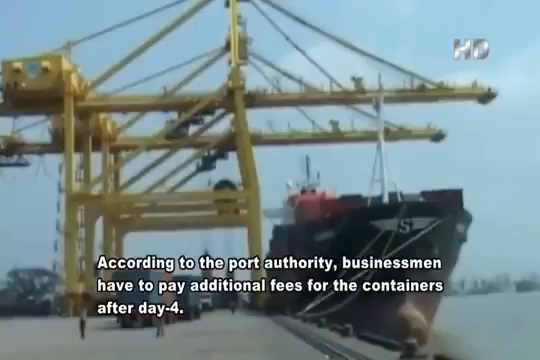 HD
S
According to the port authority, businessmen
have to pay additional fees for the containers
after day-4.